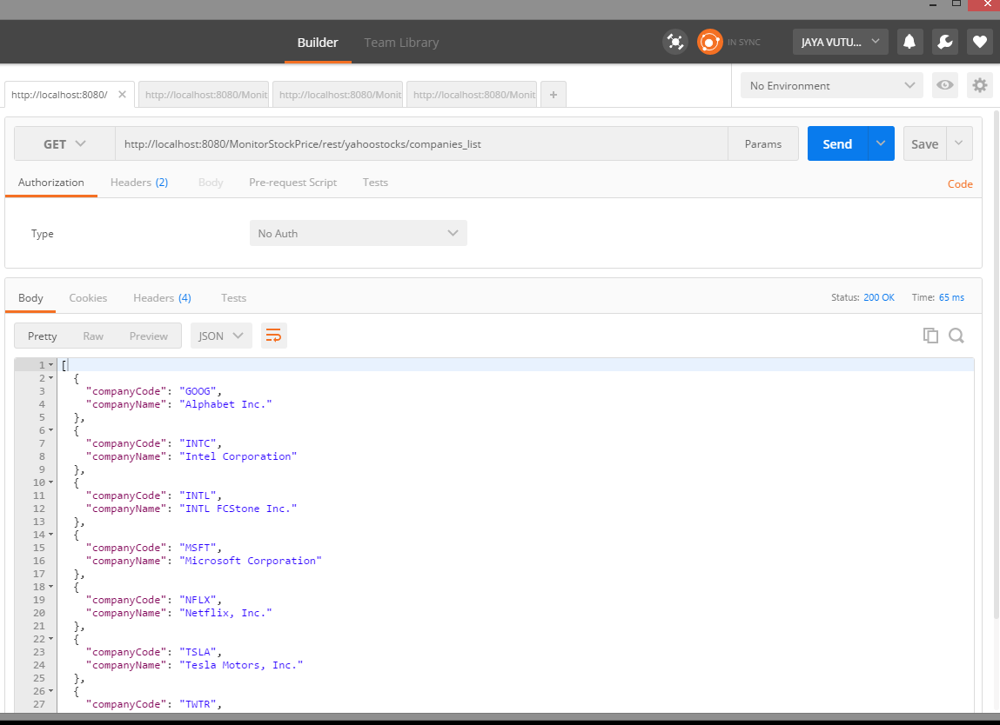 Builder Team Library IN SYNC JAYA VUTU...
http://localhost:8080/ http://localhost:8080/Monit http://localhost:8080/Monit http://localhost:8080/Monit + No Environment
GET http://localhost:8080/MonitorStockPrice/rest/yahoostocks/companies_list Params Send Save
Authorization Headers (2) Body Pre-request Script Tests Code
Type No Auth
Body Cookies Headers (4) Tests Status: 200 OK Time: 65 ms
Pretty Raw Preview JSON
1 [
2 {
3 "companyCode": "GOOG",
4 "companyName": "Alphabet Inc."
5 },
6 {
7 "companyCode": "INTC",
8 "companyName": "Intel Corporation"
9 },
10 {
11 "companyCode": "INTL",
12 "companyName": "INTL FCStone Inc."
13 },
14 {
15 "companyCode": "MSFT",
16 "companyName": "Microsoft Corporation"
17 },
18 {
19 "companyCode": "NFLX",
20 "companyName": "Netflix, Inc."
21 },
22 {
23 "companyCode": "TSLA",
24 "companyName": "Tesla Motors, Inc."
25 },
26 {
27 "companyCode": "TWTR",